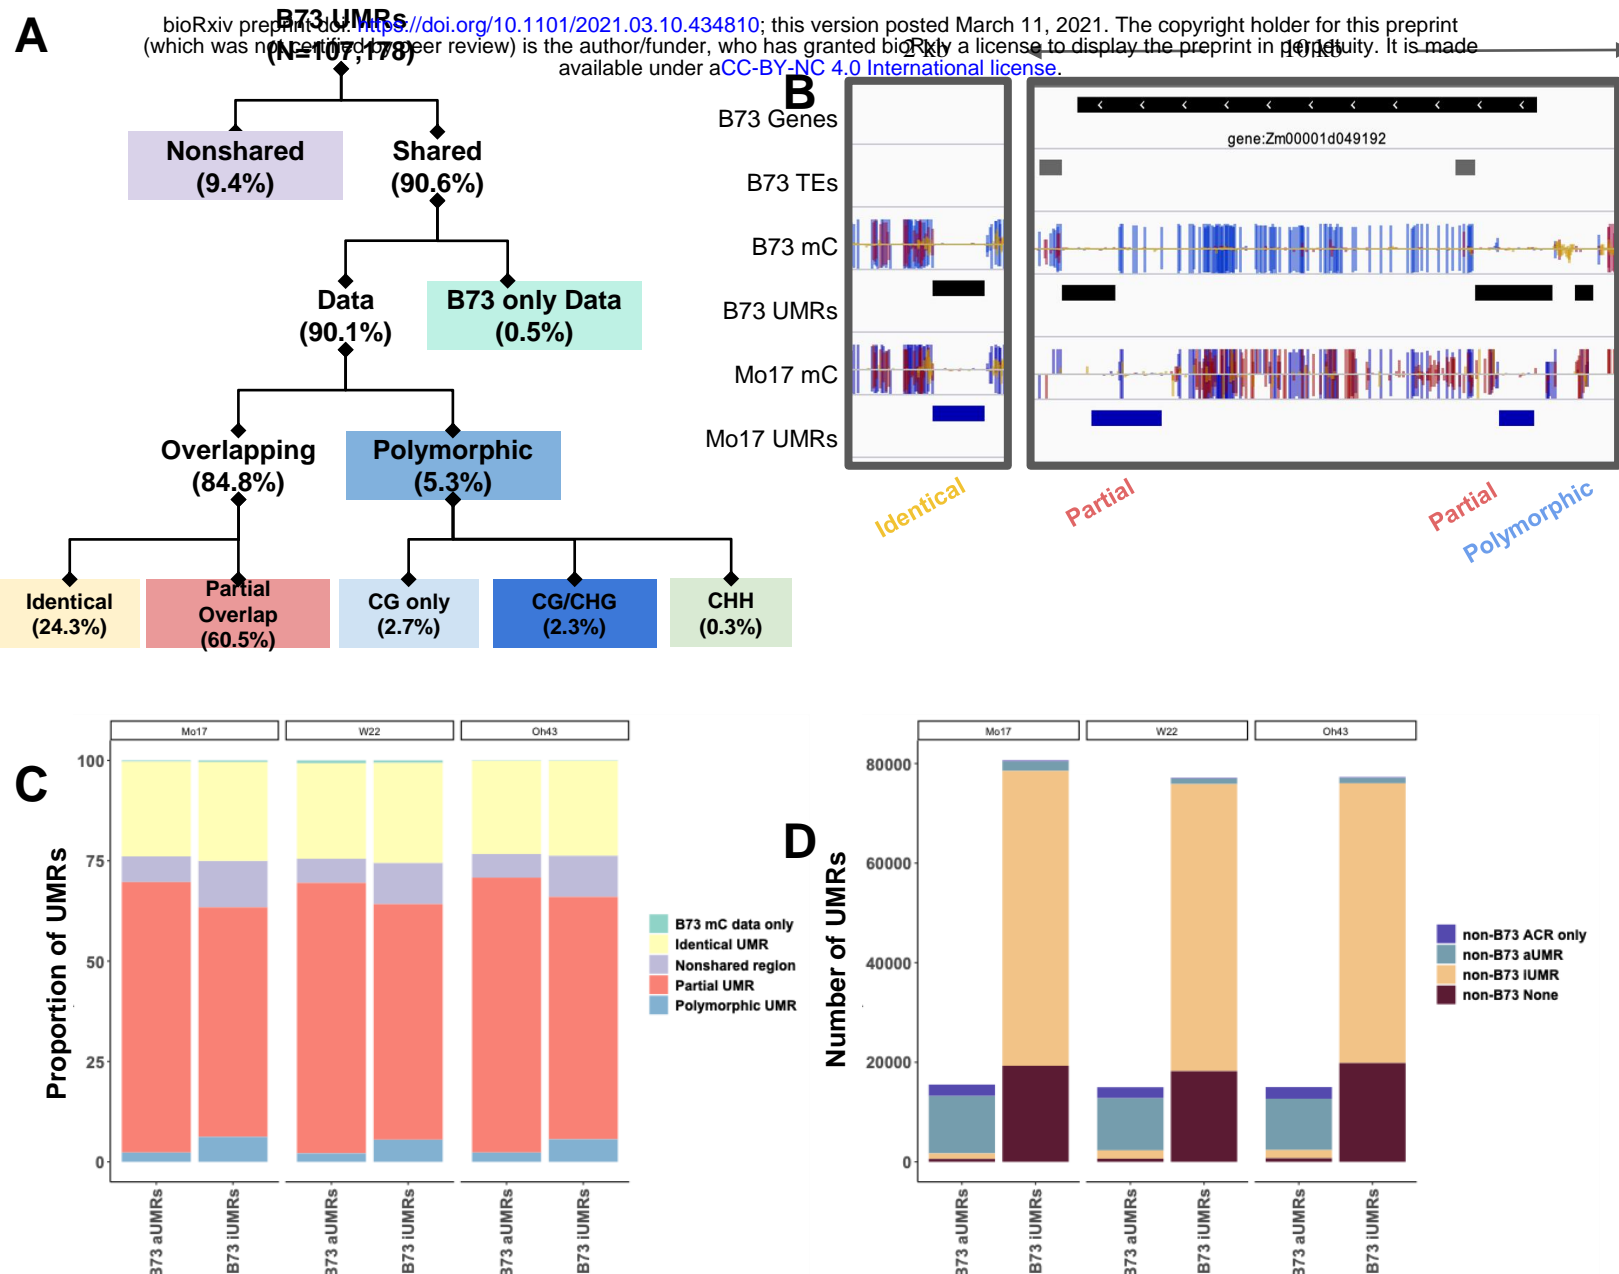 bioRxiv preprint doi: https://doi.org/10.1101/2021.03.10.434810; this version posted March 11, 2021. The copyright holder for this preprint
(which was not certified by peer review) is the author/funder, who has granted bioRxiv a license to display the preprint in perpetuity. It is made
available under aCC-BY-NC 4.0 International license.
A
B73 UMRs
(N=107,178)
Nonshared
(9.4%)
Shared
(90.6%)
Data
(90.1%)
B73 only Data
(0.5%)
Overlapping
(84.8%)
Polymorphic
(5.3%)
Identical
(24.3%)
Partial
Overlap
(60.5%)
CG only
(2.7%)
CG/CHG
(2.3%)
CHH
(0.3%)
B
2 kb
10 kb
B73 Genes
gene:Zm00001d049192
B73 TEs
B73 mC
B73 UMRs
Mo17 mC
Mo17 UMRs
Identical
Partial
Partial
Polymorphic
C
Proportion of UMRs
Mo17
W22
Oh43
100
75
50
25
0
B73 aUMRs
B73 iUMRs
B73 aUMRs
B73 iUMRs
B73 aUMRs
B73 iUMRs
B73 mC data only
Identical UMR
Nonshared region
Partial UMR
Polymorphic UMR
D
Number of UMRs
Mo17
W22
Oh43
80000
60000
40000
20000
0
B73 aUMRs
B73 iUMRs
B73 aUMRs
B73 iUMRs
B73 aUMRs
B73 iUMRs
non-B73 ACR only
non-B73 aUMR
non-B73 iUMR
non-B73 None